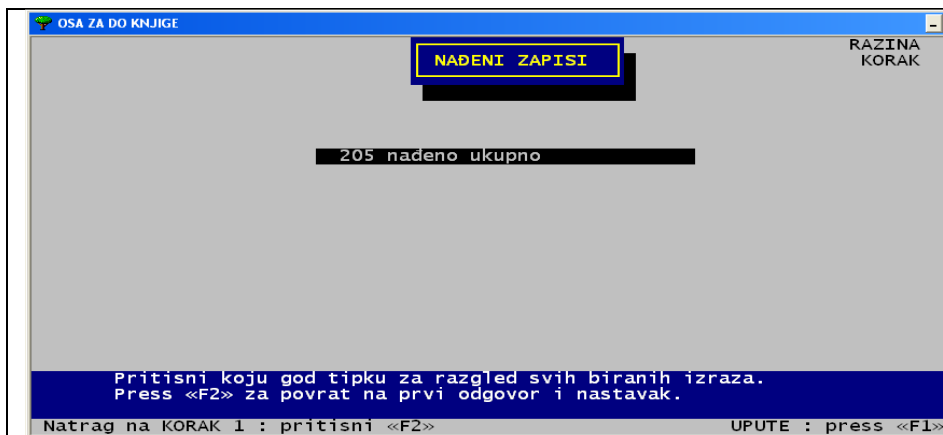 OSA ZA DO KNJIGE
RAZINA
NAĐENI ZAPISI
KORAK
205 nađeno ukupno
Pritisni koju god tipku za razgled svih biranih izraza.
Press «F2» za povrat na prvi odgovor i nastavak.
Natrag na KORAK 1 : pritisni «F2» UPUTE : press «F1»